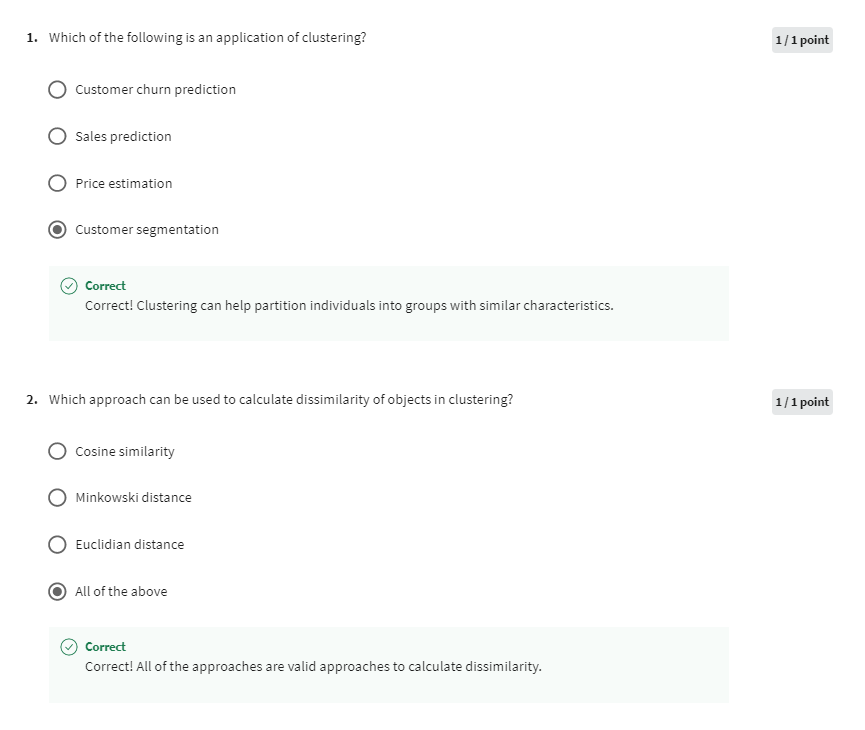 1. Which of the following is an application of clustering?
1 / 1 point
Customer churn prediction
Sales prediction
Price estimation
Customer segmentation
Correct
Correct! Clustering can help partition individuals into groups with similar characteristics.
2. Which approach can be used to calculate dissimilarity of objects in clustering?
1 / 1 point
Cosine similarity
Minkowski distance
Euclidian distance
All of the above
Correct
Correct! All of the approaches are valid approaches to calculate dissimilarity.